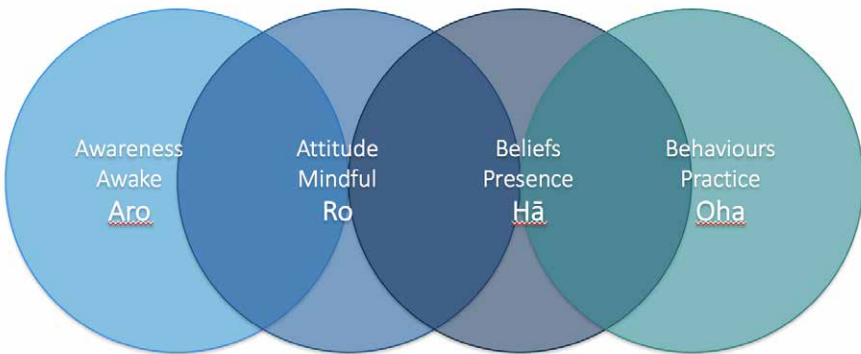 Awareness
Awake
Aro
Attitude
Mindful
Ro
Beliefs
Presence
Hā
Behaviours
Practice
Oha